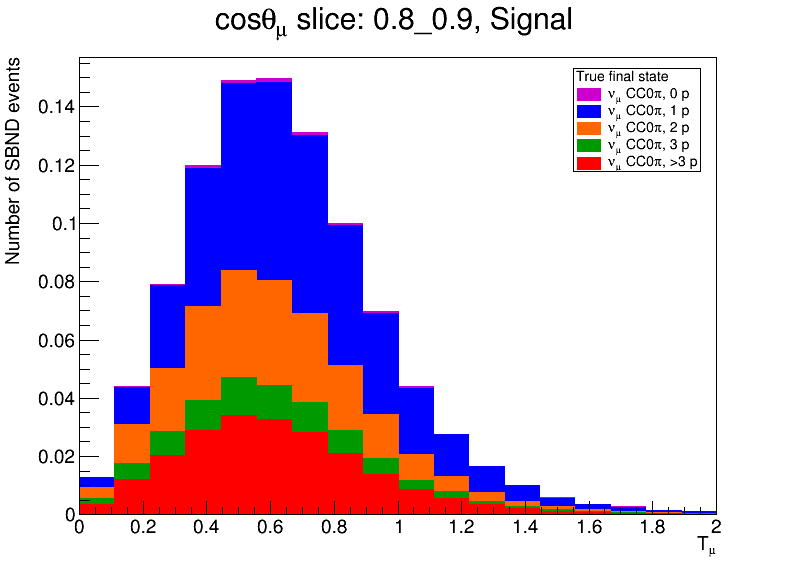 cosθμ slice: 0.8_0.9, Signal
Number of SBND events
0.14
0.12
0.1
0.08
0.06
0.04
0.02
0
True final state
νμ CC0π, 0 p
νμ CC0π, 1 p
νμ CC0π, 2 p
νμ CC0π, 3 p
νμ CC0π, >3 p
0 0.2 0.4 0.6 0.8 1 1.2 1.4 1.6 1.8 2
Tμ